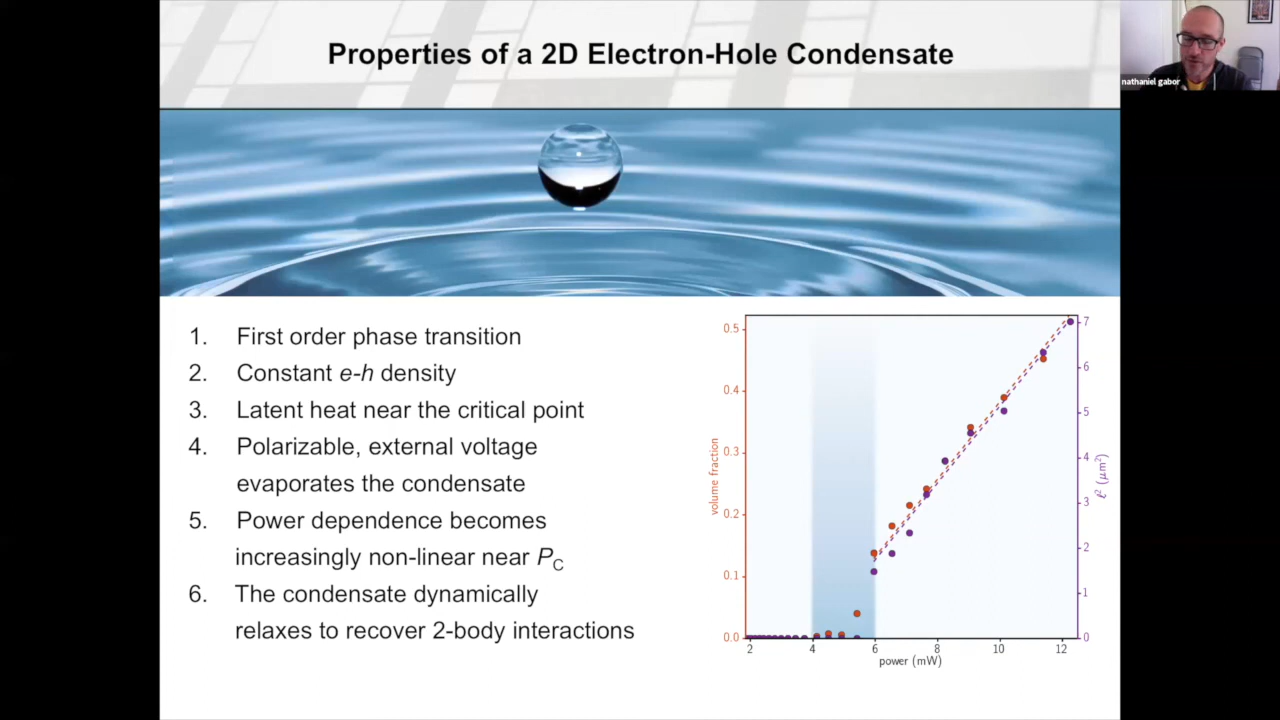 Properties of a 2D Electron-Hole Condensate
nathaniel gabor
1. First order phase transition
2. Constant e-h density
3. Latent heat near the critical point
4. Polarizable, external voltage
evaporates the condensate
5. Power dependence becomes
increasingly non-linear near PC
6. The condensate dynamically
relaxes to recover 2-body interactions
volume fraction
0.5
0.4
0.3
0.2
0.1
0.0
2 4 6 8 10 12
power (mW)
7
6
5
4
3
2
1
0
ℓ² (μm²)